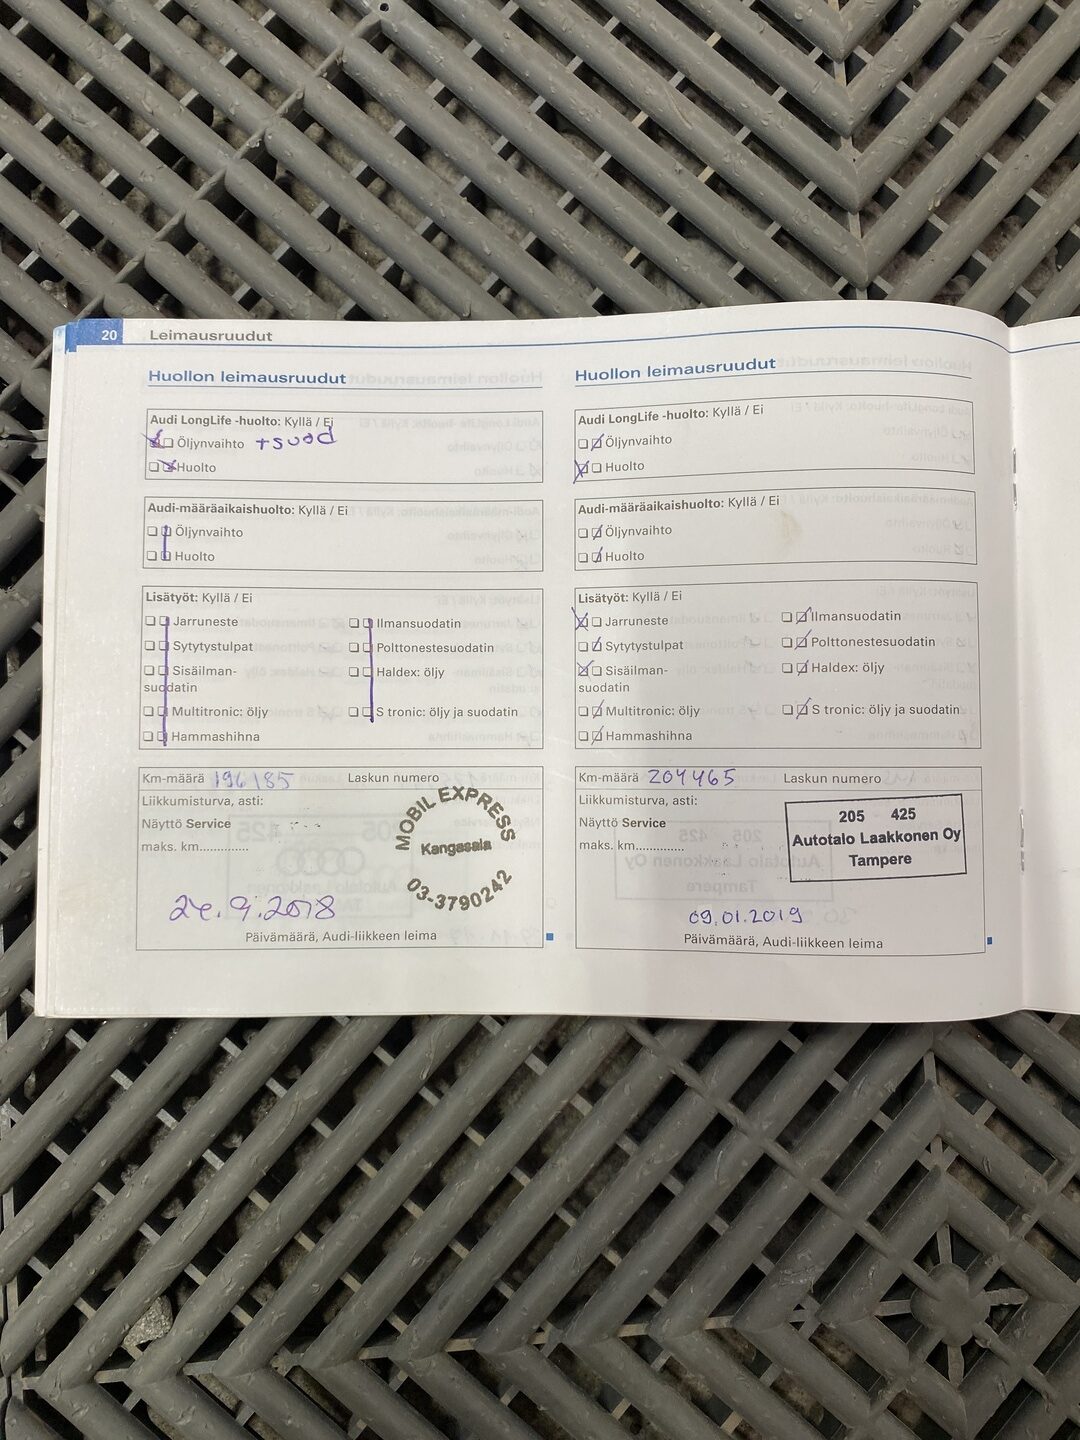 20 Leimausruudut
Huollon leimausruudut
Audi LongLife -huolto: Kyllä / Ei
Öljynvaihto +suod
Huolto
Audi-määräaikaishuolto: Kyllä / Ei
Öljynvaihto
Huolto
Lisätyöt: Kyllä / Ei
Jarruneste
Ilmansuodatin
Sytytystulpat
Polttonestesuodatin
Sisäilman-
suodatin
Haldex: öljy
Multitronic: öljy
S tronic: öljy ja suodatin
Hammashihna
Km-määrä 196185 Laskun numero
Liikkumisturva, asti:
Näyttö Service
maks. km.............
MOBIL EXPRESS
Kangasala
03-3790242
9.2018
Päivämäärä, Audi-liikkeen leima
Huollon leimausruudut
Audi LongLife -huolto: Kyllä / Ei
Öljynvaihto
Huolto
Audi-määräaikaishuolto: Kyllä / Ei
Öljynvaihto
Huolto
Lisätyöt: Kyllä / Ei
Jarruneste
Ilmansuodatin
Sytytystulpat
Polttonestesuodatin
Sisäilman-
suodatin
Haldex: öljy
Multitronic: öljy
S tronic: öljy ja suodatin
Hammashihna
Km-määrä 204465 Laskun numero
Liikkumisturva, asti:
Näyttö Service
maks. km.............
205 425
Autotalo Laakkonen Oy
Tampere
09.01.2019
Päivämäärä, Audi-liikkeen leima